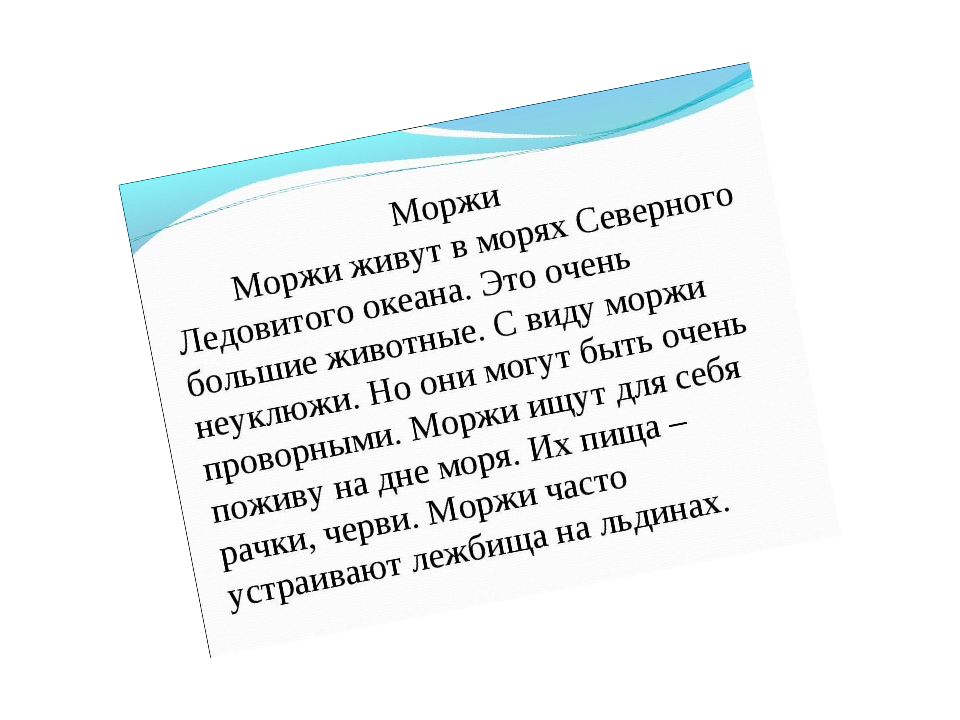 Моржи
Моржи живут в морях Северного
Ледовитого океана. Это очень
большие животные. С виду моржи
неуклюжи. Но они могут быть очень
проворными. Моржи ищут для себя
поживу на дне моря. Их пища –
рачки, черви. Моржи часто
устраивают лежбища на льдинах.